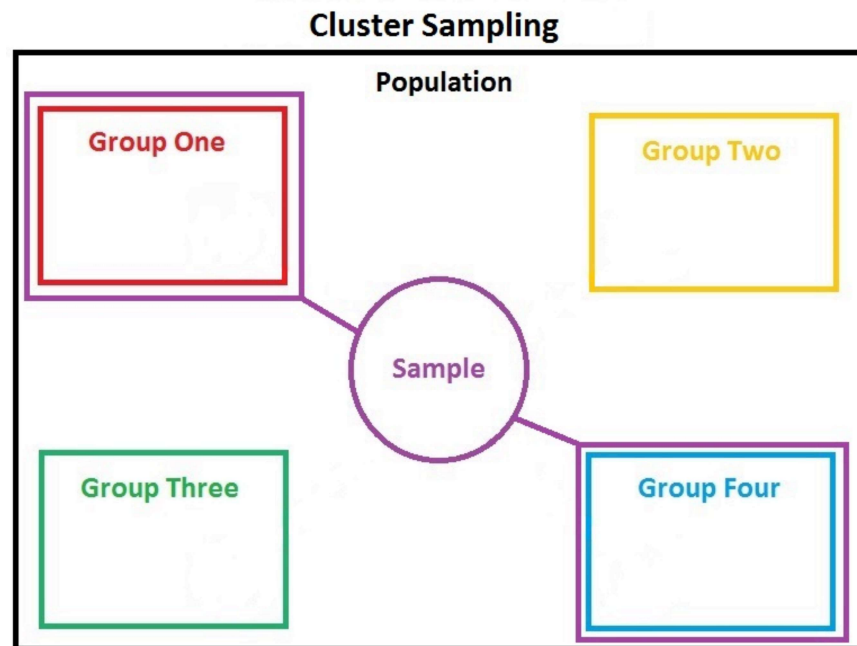 Cluster Sampling
Population
Group One
Group Two
Sample
Group Three
Group Four